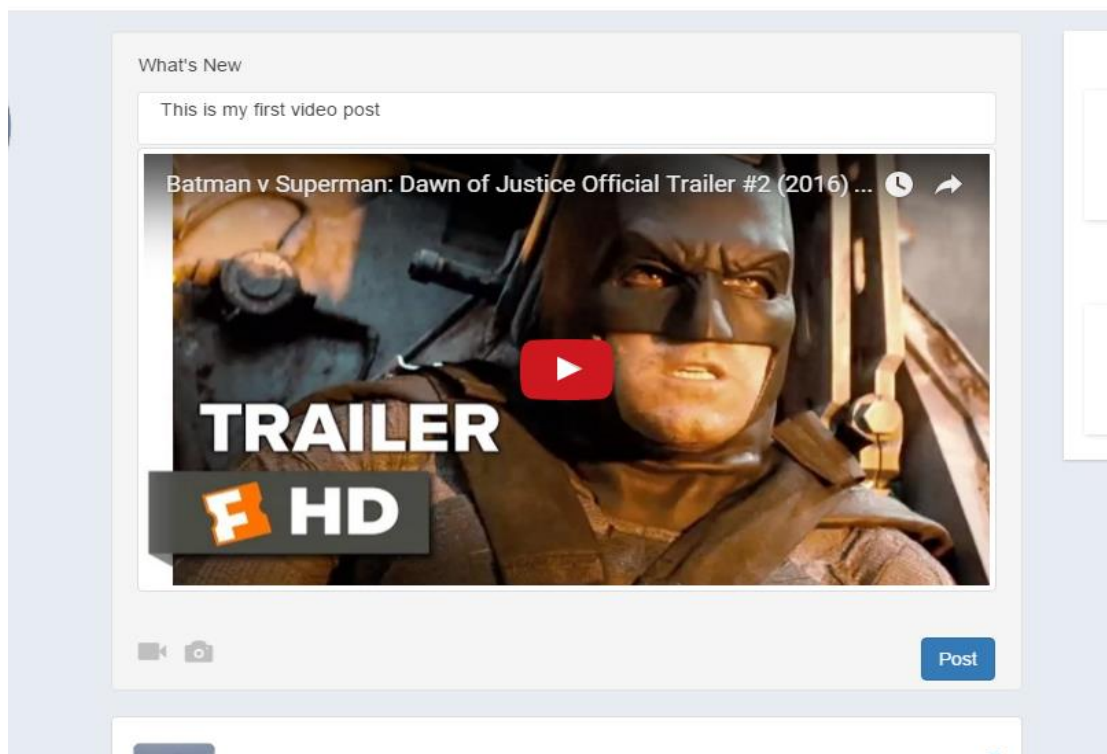 What's New
This is my first video post
Batman v Superman: Dawn of Justice Official Trailer #2 (2016) ...
TRAILER
F HD
Post